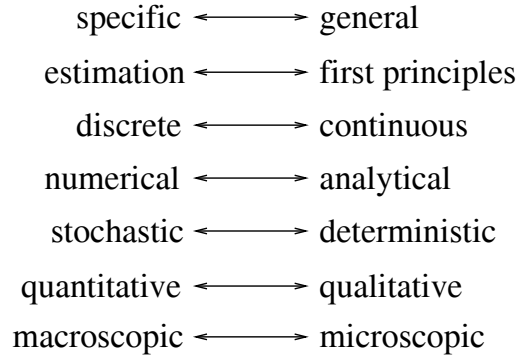 specific ⟷ general
estimation ⟷ first principles
discrete ⟷ continuous
numerical ⟷ analytical
stochastic ⟷ deterministic
quantitative ⟷ qualitative
macroscopic ⟷ microscopic